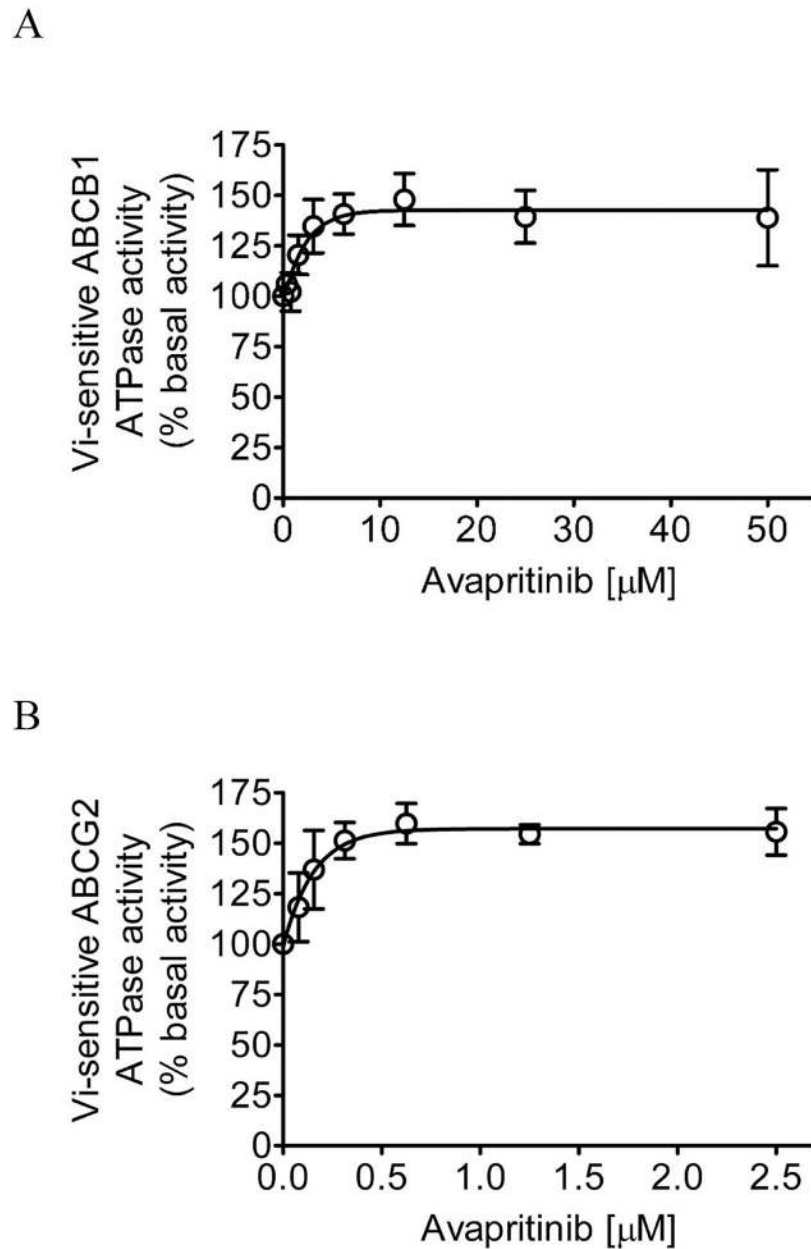 A
Vi-sensitive ABCB1
ATPase activity
(% basal activity)
175
150
125
100
75
50
25
0
0 10 20 30 40 50
Avapritinib [μM]
B
Vi-sensitive ABCG2
ATPase activity
(% basal activity)
175
150
125
100
75
50
25
0
0.0 0.5 1.0 1.5 2.0 2.5
Avapritinib [μM]